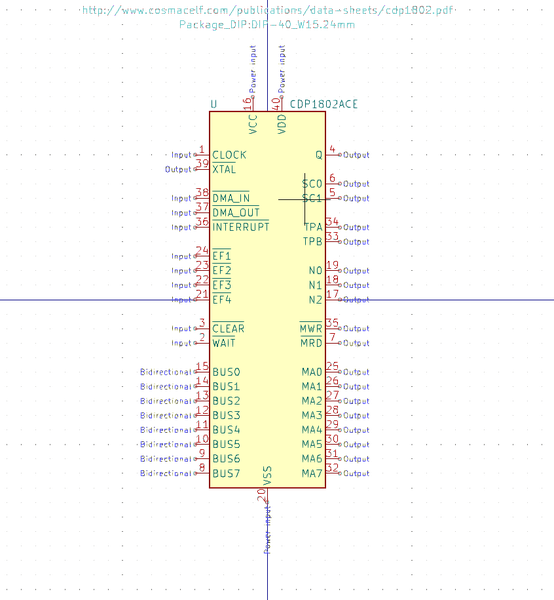 http://www.cosmacelf.com/publications/data-sheets/cdp1802.pdf
Package_DIP:DIP-40_W15.24mm
Power input
Power input
16
40
U
CDP1802ACE
VCC
VDD
Input 1 CLOCK
Q 4 Output
Output 39 XTAL
SC0 6 Output
Input 38 DMA_IN
SC1 5 Output
Input 37 DMA_OUT
Input 36 INTERRUPT
TPA 34 Output
TPB 33 Output
Input 24 EF1
Input 23 EF2
N0 19 Output
Input 22 EF3
N1 18 Output
Input 21 EF4
N2 17 Output
Input 3 CLEAR
MWR 35 Output
Input 2 WAIT
MRD 7 Output
Bidirectional 15 BUS0
MA0 25 Output
Bidirectional 14 BUS1
MA1 26 Output
Bidirectional 13 BUS2
MA2 27 Output
Bidirectional 12 BUS3
MA3 28 Output
Bidirectional 11 BUS4
MA4 29 Output
Bidirectional 10 BUS5
MA5 30 Output
Bidirectional 9 BUS6
MA6 31 Output
Bidirectional 8 BUS7
MA7 32 Output
VSS
20
Power input